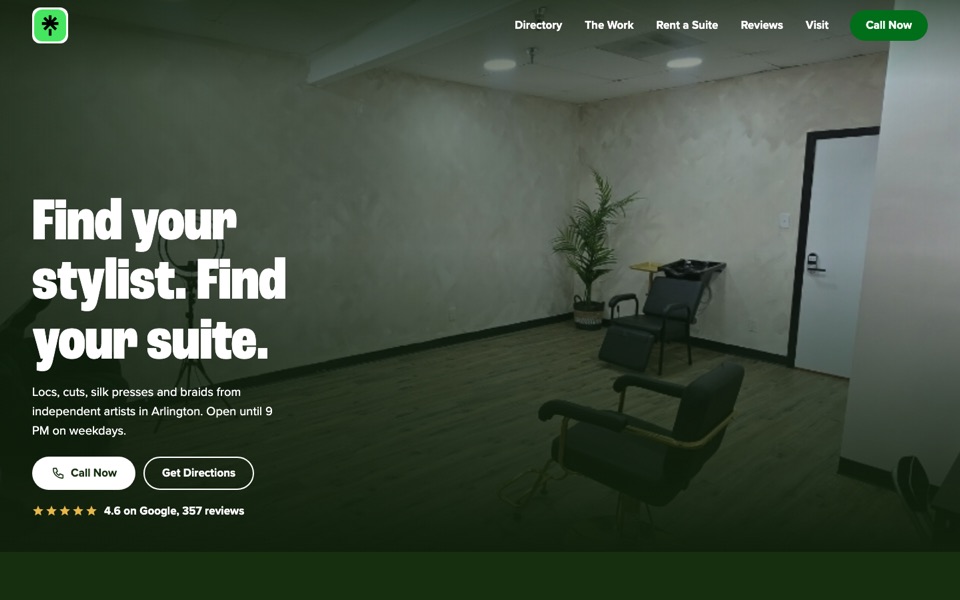 Directory
The Work
Rent a Suite
Reviews
Visit
Call Now
Find your
stylist. Find
your suite.
Locs, cuts, silk presses and braids from
independent artists in Arlington. Open until 9
PM on weekdays.
Call Now
Get Directions
4.6 on Google, 357 reviews